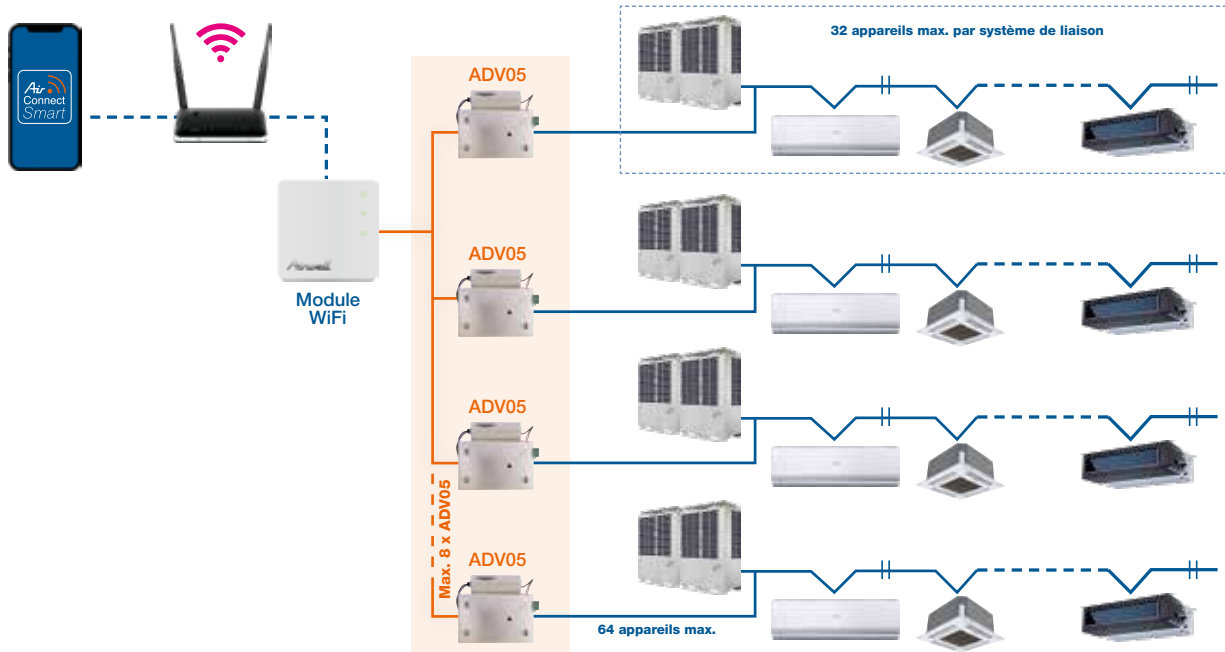 Air
Connect
Smart
ADV05
32 appareils max. par système de liaison
Airwell
Module
WiFi
ADV05
ADV05
Max. 8 x ADV05
ADV05
64 appareils max.